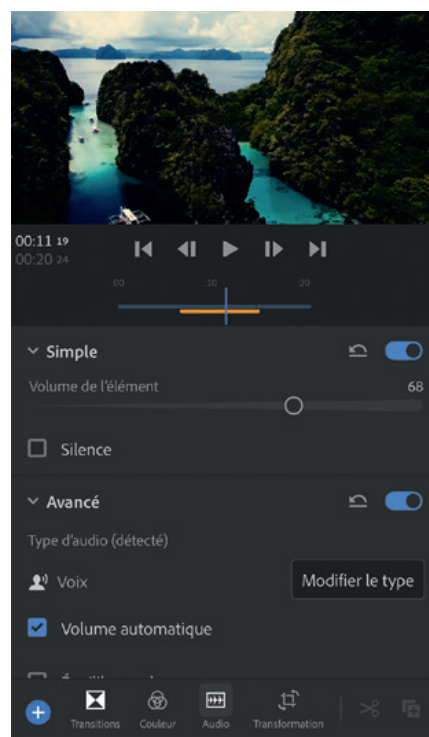 00:11 19
00:20 24
:00 :10 :20
Simple
Volume de l'élément 68
Silence
Avancé
Type d'audio (détecté)
Voix Modifier le type
Volume automatique
Transitions Couleur Audio Transformation